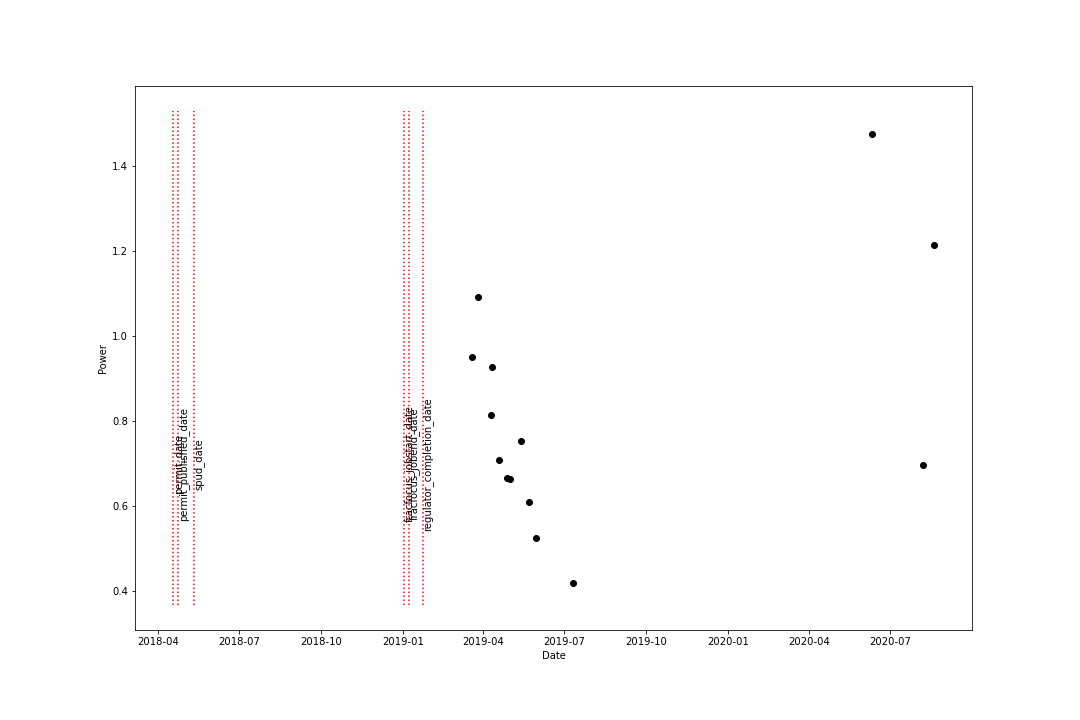 1.4
1.2
1.0
0.8
0.6
0.4
Power
permit_date
permit_published_date
spud_date
fracfocus_jobstart_date
fracfocus_jobend_date
regulator_completion_date
2018-04
2018-07
2018-10
2019-01
2019-04
2019-07
2019-10
2020-01
2020-04
2020-07
Date